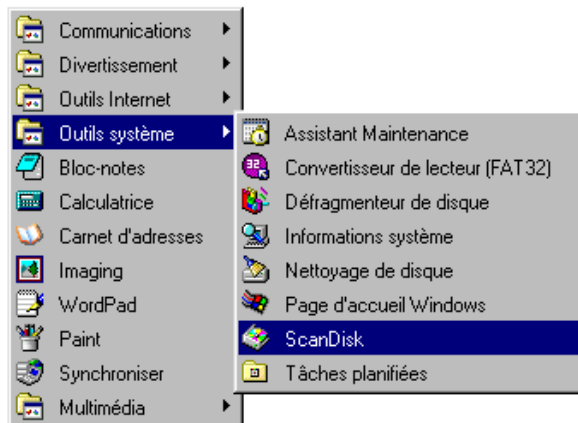 Communications
Divertissement
Outils Internet
Outils système
Bloc-notes
Calculatrice
Carnet d'adresses
Imaging
WordPad
Paint
Synchroniser
Multimédia
Assistant Maintenance
Convertisseur de lecteur (FAT32)
Défragmenteur de disque
Informations système
Nettoyage de disque
Page d'accueil Windows
ScanDisk
Tâches planifiées